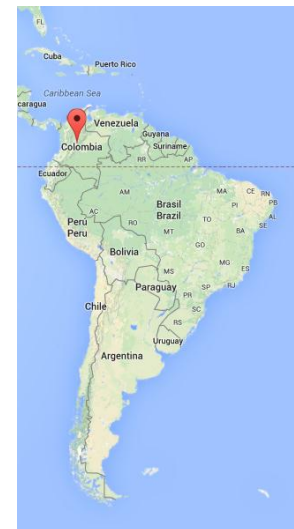 FL
Cuba
Puerto Rico
Caribbean Sea
caragua
Venezuela
Guyana
Colombia
Suriname
RR
AP
Ecuador
AM
MA
CE
RN
PB
PI
AC
Brasil
Brazil
TO
AL
SE
RO
Perú
Peru
MT
BA
GO
Bolivia
MG
MS
ES
Paraguay
SP
RJ
PR
Chile
SC
RS
Uruguay
Argentina